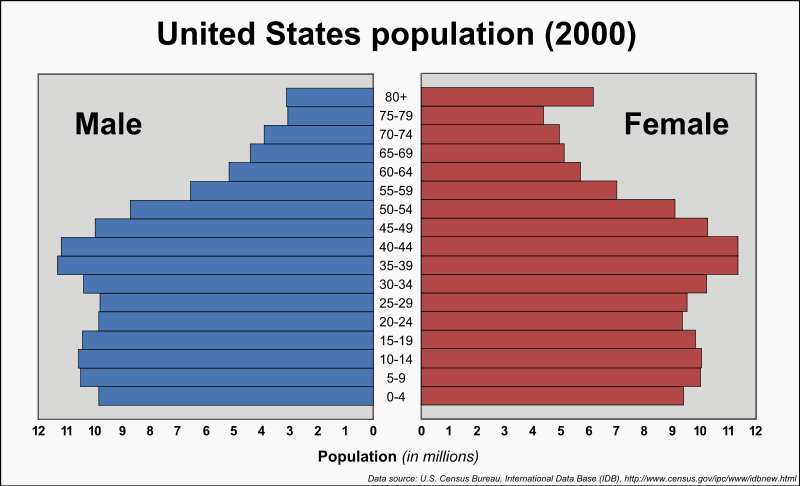 United States population (2000)
Male
Female
80+
75-79
70-74
65-69
60-64
55-59
50-54
45-49
40-44
35-39
30-34
25-29
20-24
15-19
10-14
5-9
0-4
12 11 10 9 8 7 6 5 4 3 2 1 0 0 1 2 3 4 5 6 7 8 9 10 11 12
Population (in millions)
Data source: U.S. Census Bureau, International Data Base (IDB), http://www.census.gov/ipc/www/idbnew.html